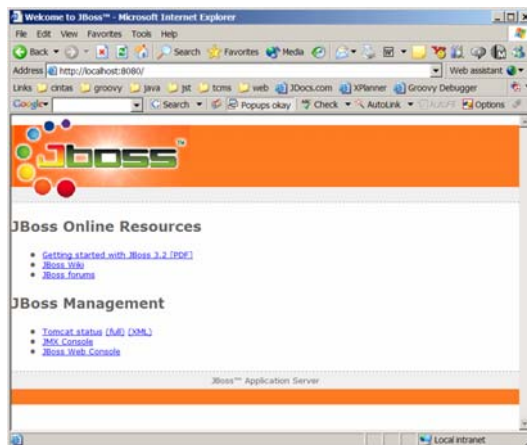 Welcome to JBoss™ - Microsoft Internet Explorer
File Edit View Favorites Tools Help
Back Search Favorites Media
Address http://localhost:8080/ Web assistant
Links cintas groovy java jst tcms web JDocs.com XPlanner Groovy Debugger
Google Search Popups okay Check AutoLink AutoFill Options
JBoss
JBoss Online Resources
Getting started with JBoss 3.2 [PDF]
JBoss Wiki
JBoss forums
JBoss Management
Tomcat status (full) (XML)
JMX Console
JBoss Web Console
JBoss™ Application Server
Local intranet